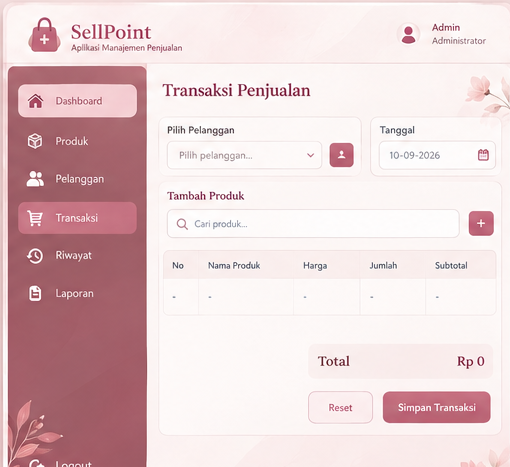 SellPoint
Aplikasi Manajemen Penjualan
Admin
Administrator
Dashboard
Produk
Pelanggan
Transaksi
Riwayat
Laporan
Logout
Transaksi Penjualan
Pilih Pelanggan
Pilih pelanggan...
Tanggal
10-09-2026
Tambah Produk
Cari produk...
+
No Nama Produk Harga Jumlah Subtotal
- - - - -
Total Rp 0
Reset Simpan Transaksi